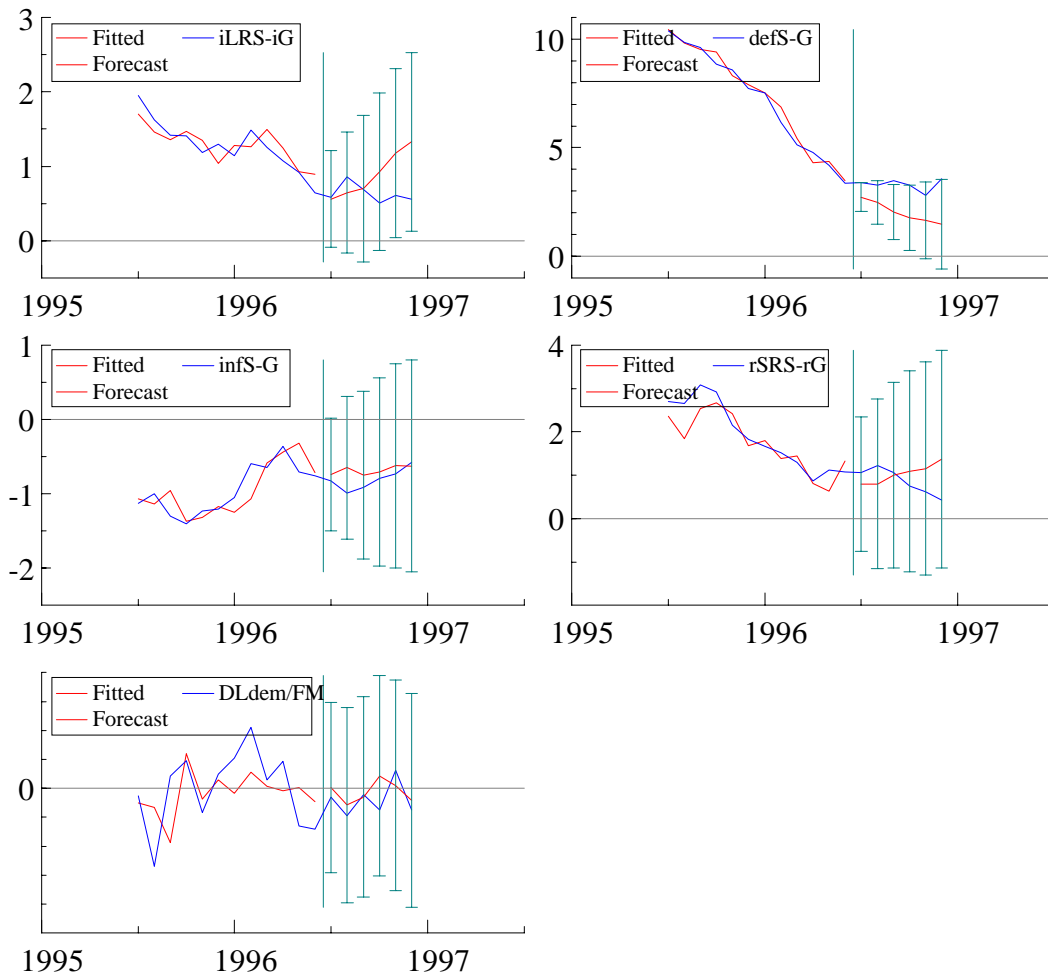 3
2
1
0
Fitted iLRS-iG
Forecast
1995 1996 1997
10
5
0
Fitted defS-G
Forecast
1995 1996 1997
1
0
-1
-2
Fitted infS-G
Forecast
1995 1996 1997
4
2
0
Fitted rSRS-rG
Forecast
1995 1996 1997
0
Fitted DLdem/FM
Forecast
1995 1996 1997